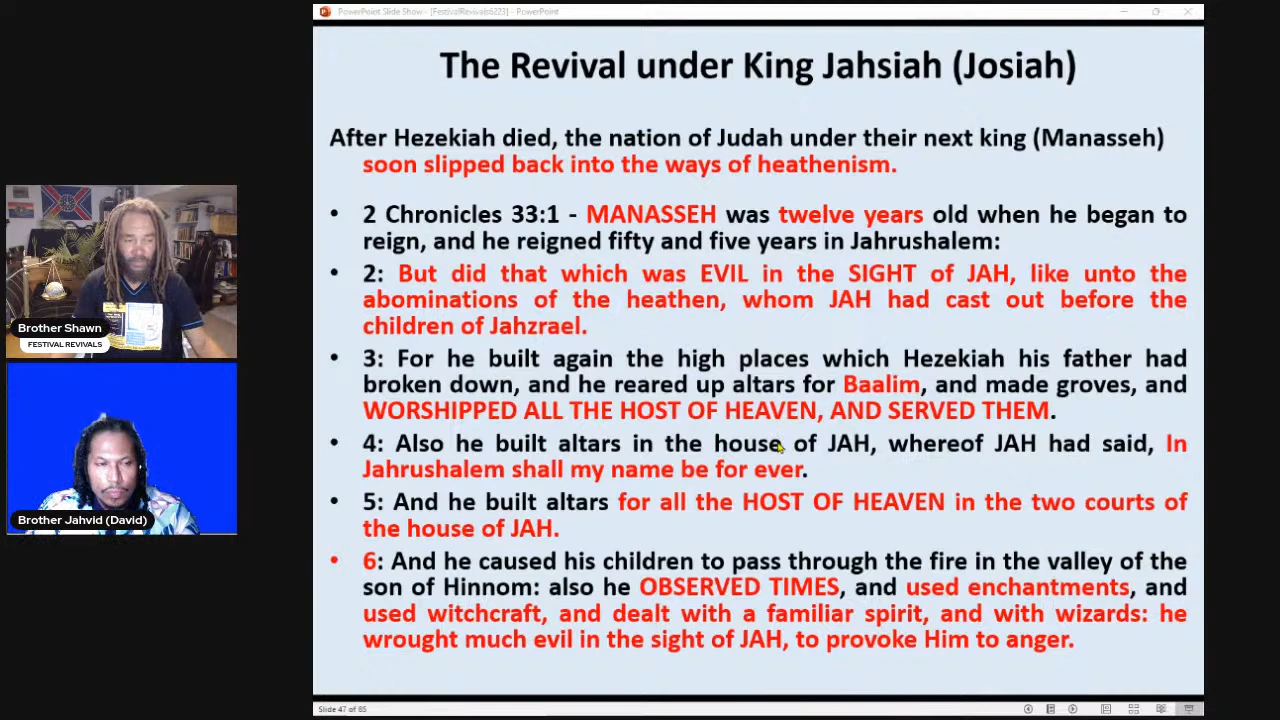 PowerPoint Slide Show - [FestivalRevivals6223] - PowerPoint
The Revival under King Jahsiah (Josiah)
After Hezekiah died, the nation of Judah under their next king (Manasseh)
soon slipped back into the ways of heathenism.
• 2 Chronicles 33:1 - MANASSEH was twelve years old when he began to
reign, and he reigned fifty and five years in Jahrushalem:
• 2: But did that which was EVIL in the SIGHT of JAH, like unto the
abominations of the heathen, whom JAH had cast out before the
children of Jahzrael.
• 3: For he built again the high places which Hezekiah his father had
broken down, and he reared up altars for Baalim, and made groves, and
WORSHIPPED ALL THE HOST OF HEAVEN, AND SERVED THEM.
• 4: Also he built altars in the house of JAH, whereof JAH had said, In
Jahrushalem shall my name be for ever.
• 5: And he built altars for all the HOST OF HEAVEN in the two courts of
the house of JAH.
• 6: And he caused his children to pass through the fire in the valley of the
son of Hinnom: also he OBSERVED TIMES, and used enchantments, and
used witchcraft, and dealt with a familiar spirit, and with wizards: he
wrought much evil in the sight of JAH, to provoke Him to anger.
Slide 47 of 85
Brother Shawn
FESTIVAL REVIVALS
Brother Jahvid (David)